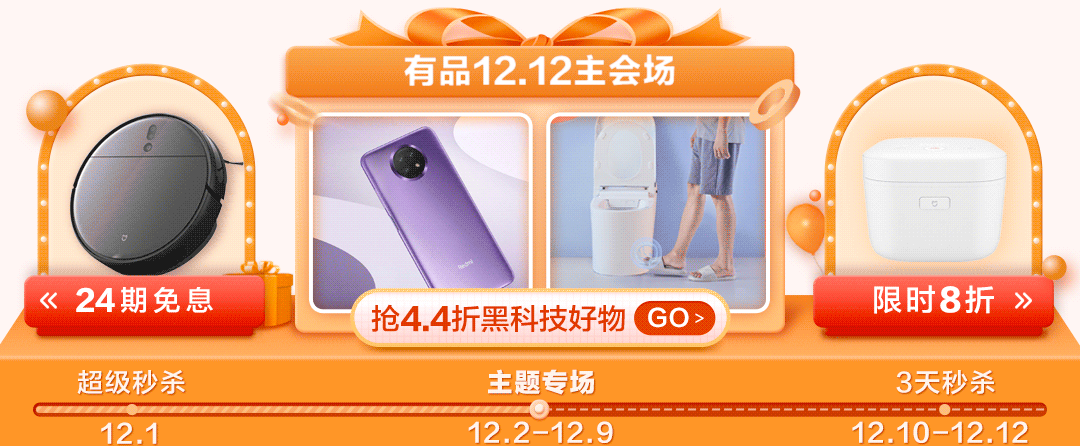 有品12.12主会场
Redmi
24期免息
抢4.4折黑科技好物
GO >
限时8折
超级秒杀
主题专场
3天秒杀
12.1
12.2-12.9
12.10-12.12